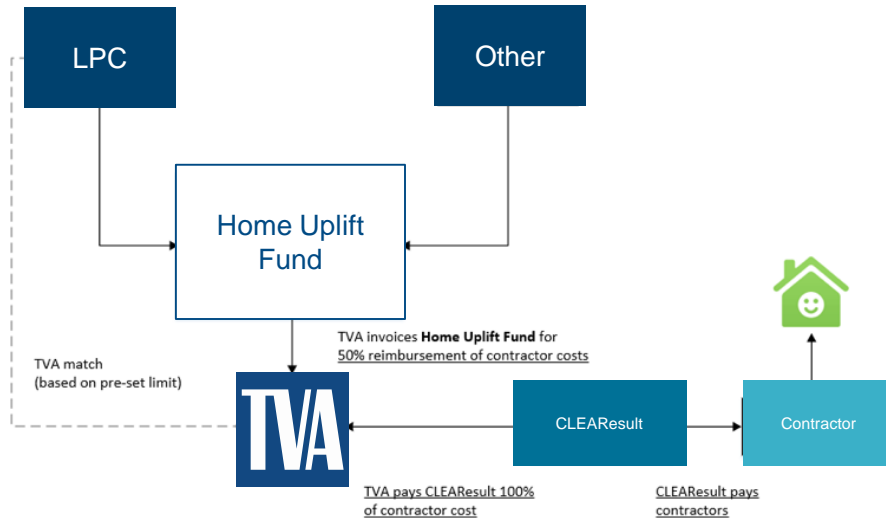 LPC
Other
Home Uplift
Fund
TVA invoices Home Uplift Fund for
50% reimbursement of contractor costs
TVA match
(based on pre-set limit)
TVA
CLEAResult
Contractor
TVA pays CLEAResult 100%
of contractor cost
CLEAResult pays
contractors